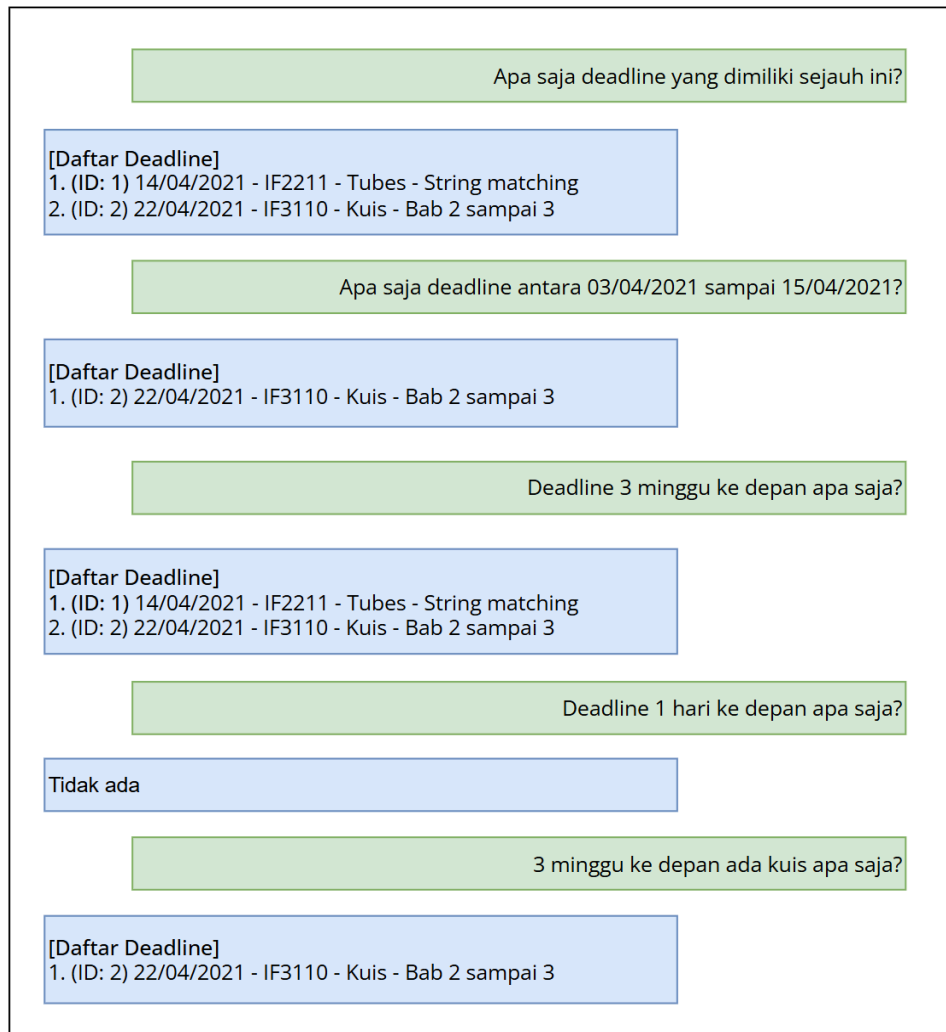 Apa saja deadline yang dimiliki sejauh ini?
[Daftar Deadline]
1. (ID: 1) 14/04/2021 - IF2211 - Tubes - String matching
2. (ID: 2) 22/04/2021 - IF3110 - Kuis - Bab 2 sampai 3
Apa saja deadline antara 03/04/2021 sampai 15/04/2021?
[Daftar Deadline]
1. (ID: 2) 22/04/2021 - IF3110 - Kuis - Bab 2 sampai 3
Deadline 3 minggu ke depan apa saja?
[Daftar Deadline]
1. (ID: 1) 14/04/2021 - IF2211 - Tubes - String matching
2. (ID: 2) 22/04/2021 - IF3110 - Kuis - Bab 2 sampai 3
Deadline 1 hari ke depan apa saja?
Tidak ada
3 minggu ke depan ada kuis apa saja?
[Daftar Deadline]
1. (ID: 2) 22/04/2021 - IF3110 - Kuis - Bab 2 sampai 3